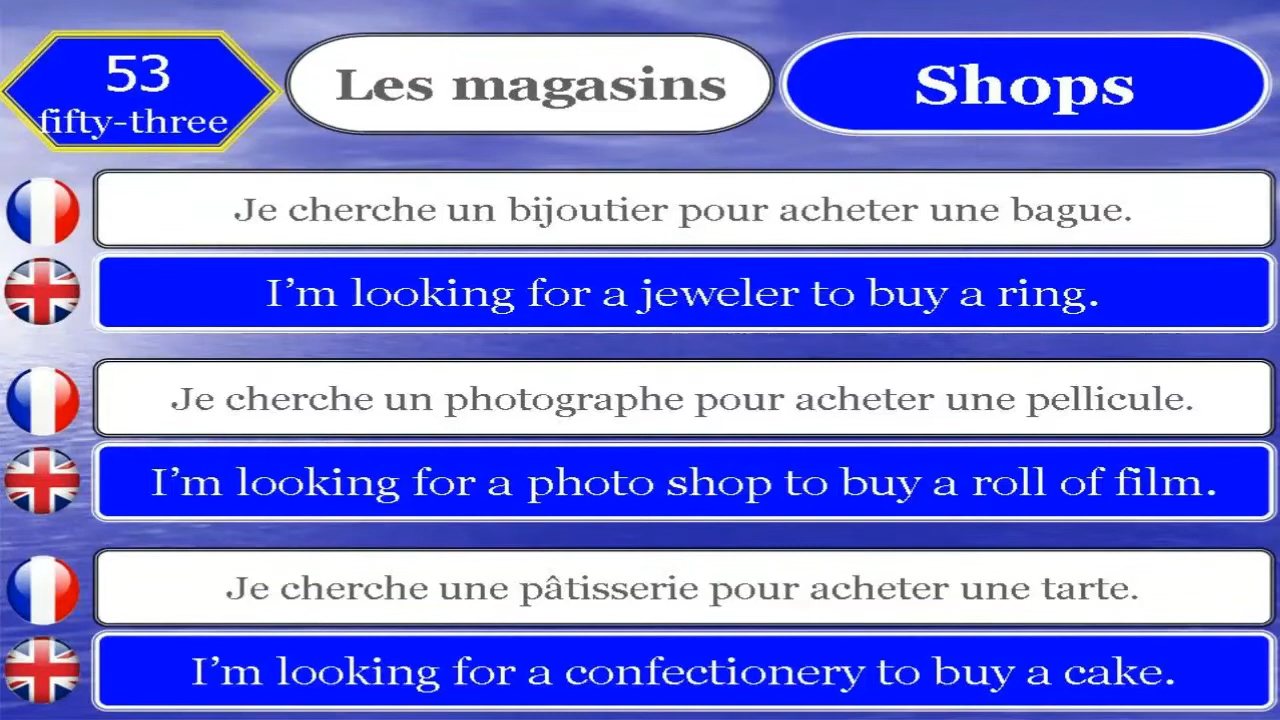 53
fifty-three
Les magasins
Shops
Je cherche un bijoutier pour acheter une bague.
I’m looking for a jeweler to buy a ring.
Je cherche un photographe pour acheter une pellicule.
I’m looking for a photo shop to buy a roll of film.
Je cherche une pâtisserie pour acheter une tarte.
I’m looking for a confectionery to buy a cake.